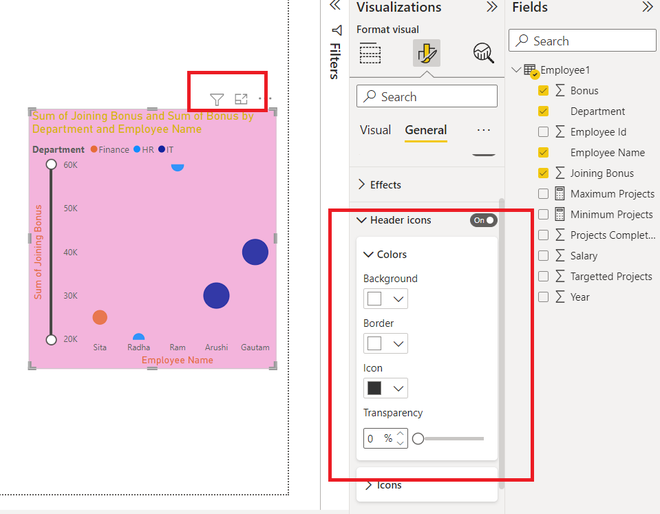 Sum of Joining Bonus and Sum of Bonus by
Department and Employee Name
Department Finance HR IT
60K
50K
40K
30K
20K
Sum of Joining Bonus
Sita Radha Ram Arushi Gautam
Employee Name
Filters
Visualizations
Format visual
Search
Visual General
Effects
Header icons On
Colors
Background
Border
Icon
Transparency
0 %
Icons
Fields
Search
Employee1
Bonus
Department
Employee Id
Employee Name
Joining Bonus
Maximum Projects
Minimum Projects
Projects Complet...
Salary
Targetted Projects
Year